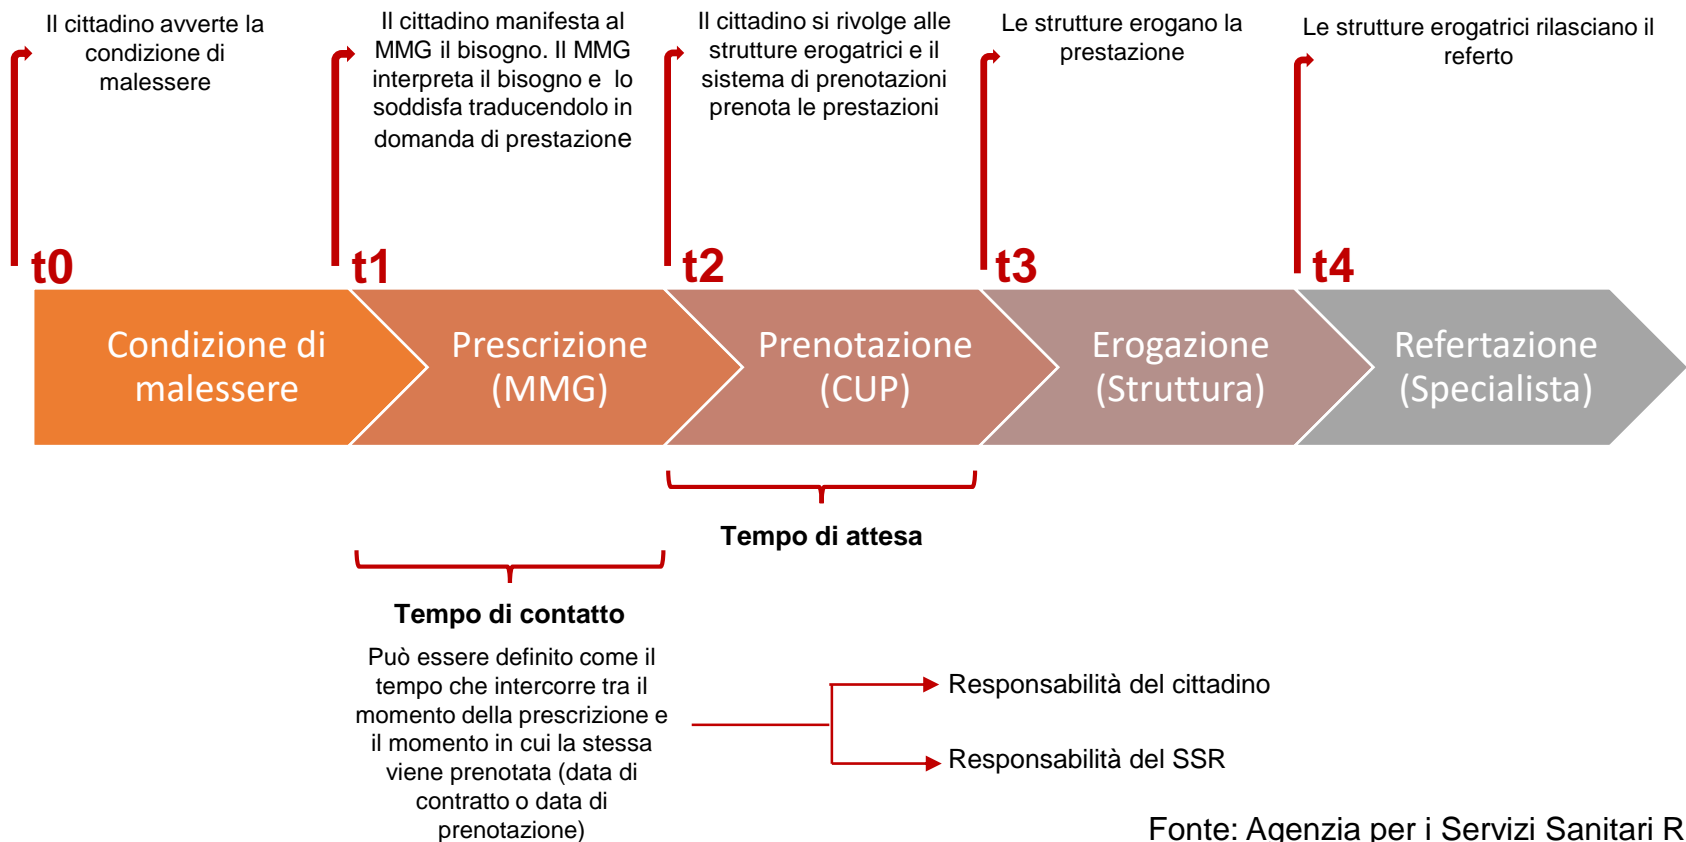 Il cittadino avverte la
condizione di
malessere
Il cittadino manifesta al
MMG il bisogno. Il MMG
interpreta il bisogno e lo
soddisfa traducendolo in
domanda di prestazione
Il cittadino si rivolge alle
strutture erogatrici e il
sistema di prenotazioni
prenota le prestazioni
Le strutture erogano la
prestazione
Le strutture erogatrici rilasciano il
referto
t0
t1
t2
t3
t4
Condizione di
malessere
Prescrizione
(MMG)
Prenotazione
(CUP)
Erogazione
(Struttura)
Refertazione
(Specialista)
Tempo di attesa
Tempo di contatto
Può essere definito come il
tempo che intercorre tra il
momento della prescrizione e
il momento in cui la stessa
viene prenotata (data di
contratto o data di
prenotazione)
Responsabilità del cittadino
Responsabilità del SSR
Fonte: Agenzia per i Servizi Sanitari R